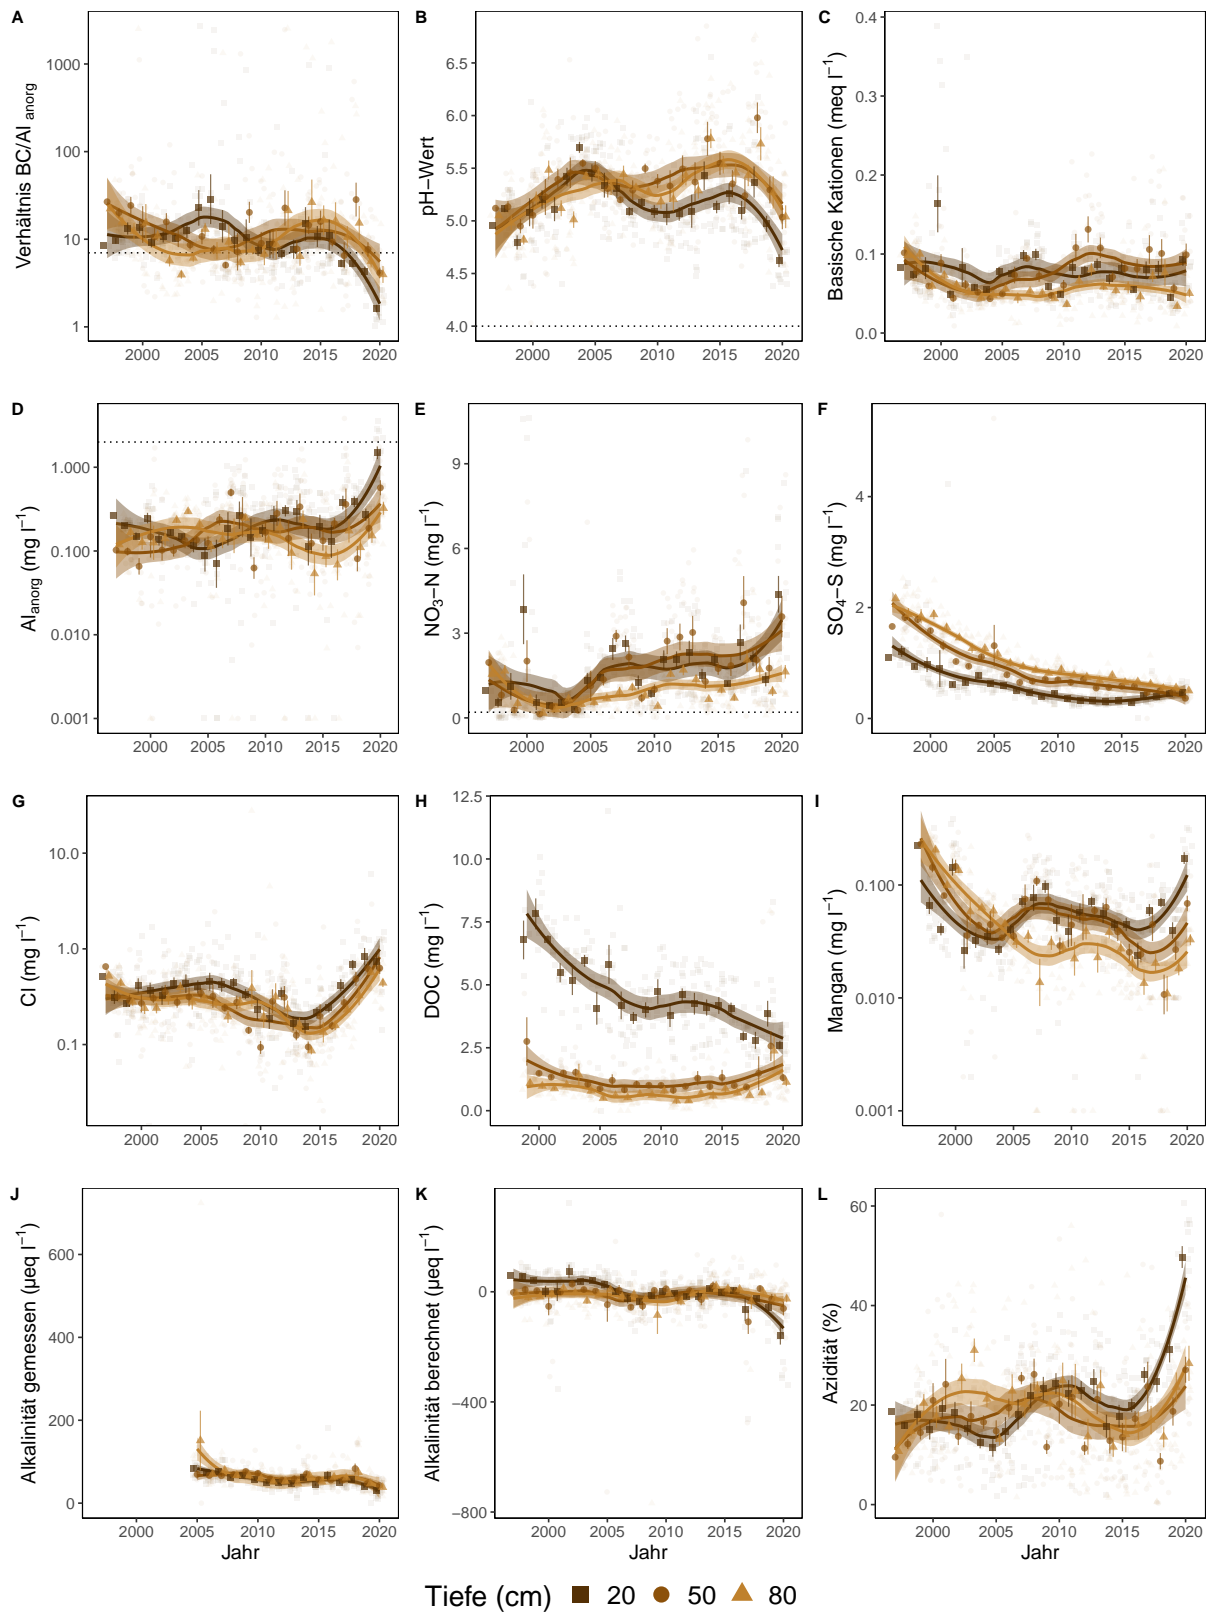 A
Verhältnis BC/Al anorg
1000
100
10
1
2000 2005 2010 2015 2020
B
pH−Wert
6.5
6.0
5.5
5.0
4.5
4.0
2000 2005 2010 2015 2020
C
Basische Kationen (meq l−1)
0.4
0.3
0.2
0.1
0.0
2000 2005 2010 2015 2020
D
Alanorg (mg l−1)
1.000
0.100
0.010
0.001
2000 2005 2010 2015 2020
E
NO3−N (mg l−1)
9
6
3
0
2000 2005 2010 2015 2020
F
SO4−S (mg l−1)
4
2
0
2000 2005 2010 2015 2020
G
Cl (mg l−1)
10.0
1.0
0.1
2000 2005 2010 2015 2020
H
DOC (mg l−1)
12.5
10.0
7.5
5.0
2.5
0.0
2000 2005 2010 2015 2020
I
Mangan (mg l−1)
0.100
0.010
0.001
2000 2005 2010 2015 2020
J
Alkalinität gemessen (µeq l−1)
600
400
200
0
2000 2005 2010 2015 2020
Jahr
K
Alkalinität berechnet (µeq l−1)
0
−400
−800
2000 2005 2010 2015 2020
Jahr
L
Azidität (%)
60
40
20
0
2000 2005 2010 2015 2020
Jahr
Tiefe (cm) 20 50 80